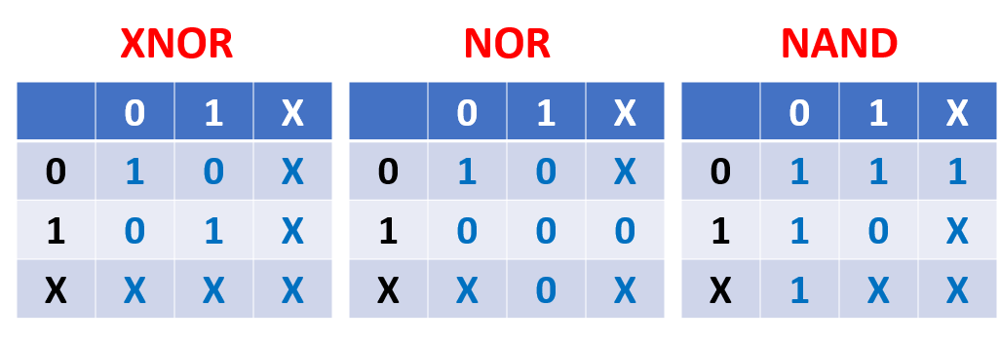 XNOR NOR NAND
0 1 X 0 1 X 0 1 X
0 1 0 X 0 1 0 X 0 1 1 1
1 0 1 X 1 0 0 0 1 1 0 X
X X X X X X 0 X X 1 X X